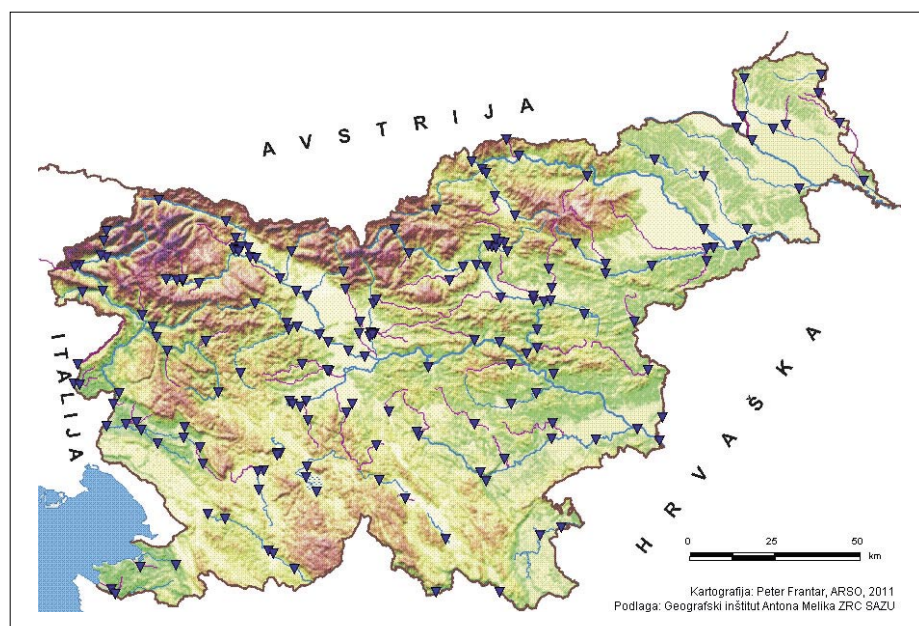 AVSTRIJA
ITALIJA
HRVAŠKA
0 25 50
km
Kartografija: Peter Frantar, ARSO, 2011
Podlaga: Geografski inštitut Antona Melika ZRC SAZU